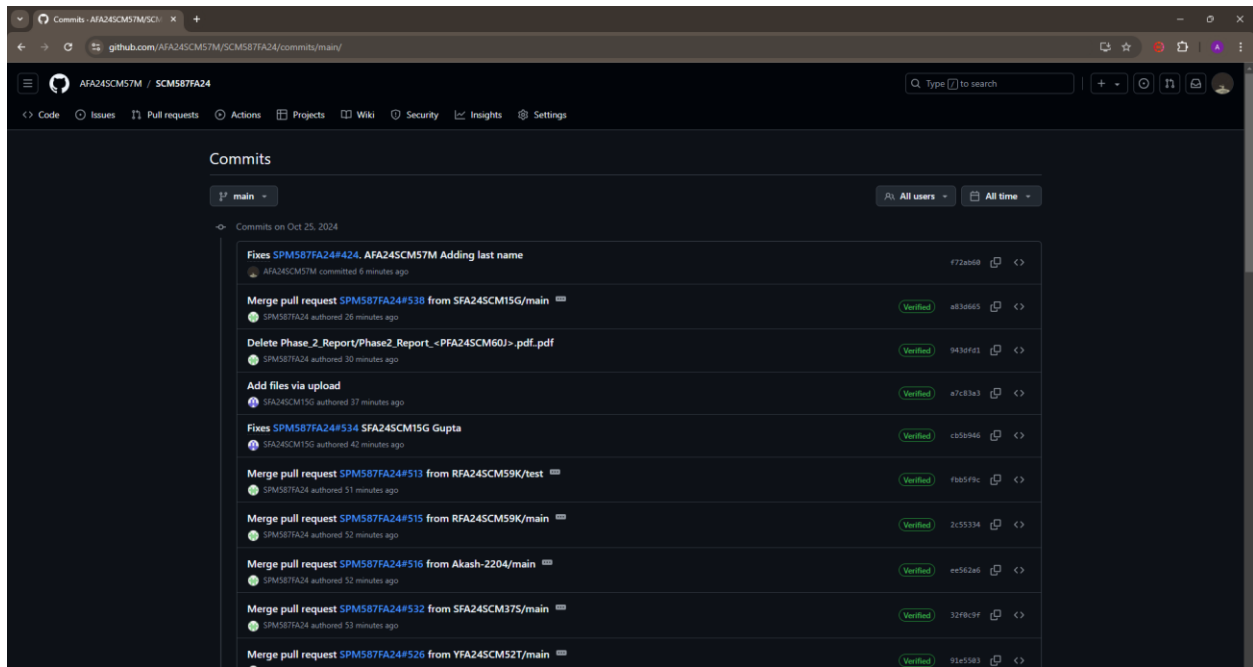 Commits · AFA24SCM57M/SCM
github.com/AFA24SCM57M/SCM587FA24/commits/main/
AFA24SCM57M / SCM587FA24
Type / to search
Code Issues Pull requests Actions Projects Wiki Security Insights Settings
Commits
main
All users All time
Commits on Oct 25, 2024
Fixes SPM587FA24#424. AFA24SCM57M Adding last name
f72ab60
AFA24SCM57M committed 6 minutes ago
Merge pull request SPM587FA24#538 from SFA24SCM15G/main
Verified a83d665
SPM587FA24 authored 26 minutes ago
Delete Phase_2_Report/Phase2_Report_<PFA24SCM60J>.pdf..pdf
Verified 943dfd1
SPM587FA24 authored 30 minutes ago
Add files via upload
Verified a7c83a3
SFA24SCM15G authored 37 minutes ago
Fixes SPM587FA24#534 SFA24SCM15G Gupta
Verified cb5b946
SFA24SCM15G authored 42 minutes ago
Merge pull request SPM587FA24#513 from RFA24SCM59K/test
Verified fbb5f9c
SPM587FA24 authored 51 minutes ago
Merge pull request SPM587FA24#515 from RFA24SCM59K/main
Verified 2c55334
SPM587FA24 authored 52 minutes ago
Merge pull request SPM587FA24#516 from Akash-2204/main
Verified ee562a6
SPM587FA24 authored 52 minutes ago
Merge pull request SPM587FA24#532 from SFA24SCM37S/main
Verified 32f0c9f
SPM587FA24 authored 53 minutes ago
Merge pull request SPM587FA24#526 from YFA24SCM52T/main
Verified 91e5503